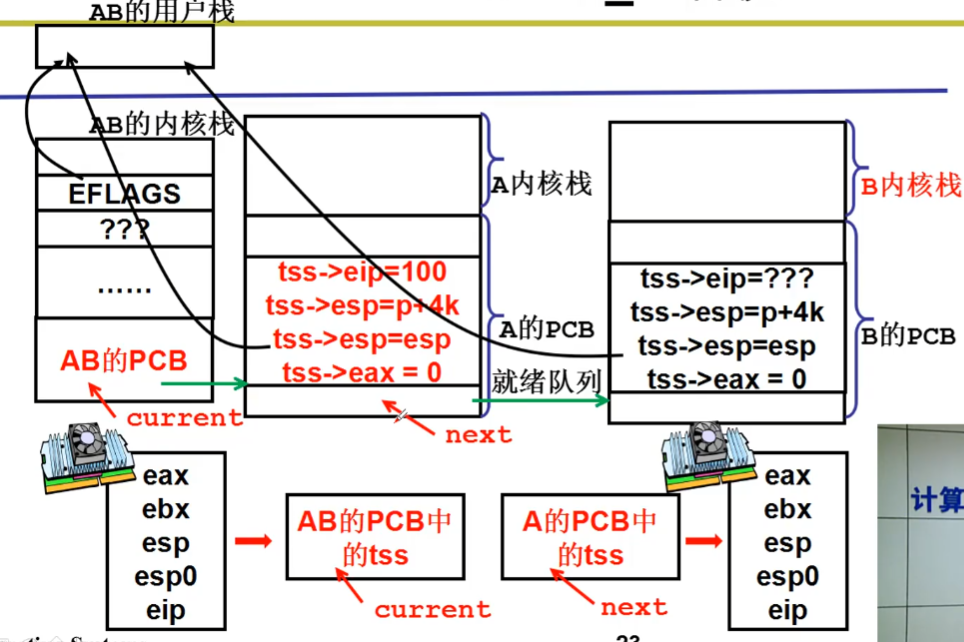 AB的用户栈
AB的内核栈
EFLAGS
???
......
AB的PCB
current
tss->eip=100
tss->esp=p+4k
tss->esp=esp
tss->eax = 0
A内核栈
A的PCB
就绪队列
next
tss->eip=???
tss->esp=p+4k
tss->esp=esp
tss->eax = 0
B内核栈
B的PCB
eax
ebx
esp
esp0
eip
AB的PCB中
的tss
current
A的PCB中
的tss
next
eax
ebx
esp
esp0
eip
计算
23